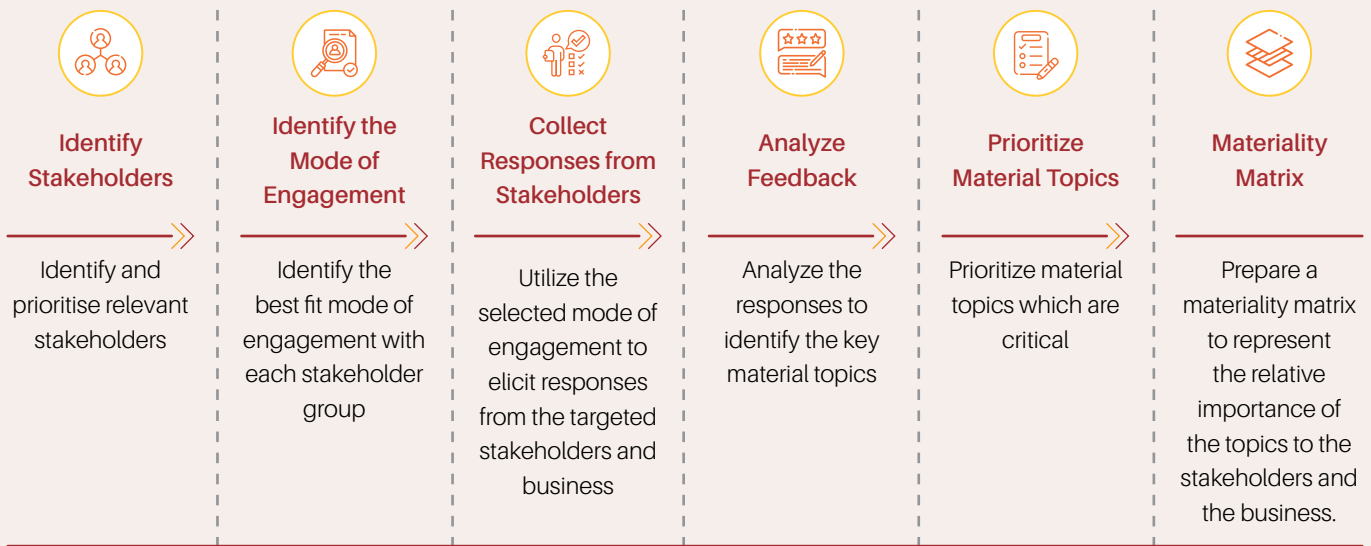 Identify
Stakeholders
Identify and
prioritise relevant
stakeholders
Identify the
Mode of
Engagement
Identify the
best fit mode of
engagement with
each stakeholder
group
Collect
Responses from
Stakeholders
Utilize the
selected mode of
engagement to
elicit responses
from the targeted
stakeholders and
business
Analyze
Feedback
Analyze the
responses to
identify the key
material topics
Prioritize
Material Topics
Prioritize material
topics which are
critical
Materiality
Matrix
Prepare a
materiality matrix
to represent
the relative
importance of
the topics to the
stakeholders and
the business.